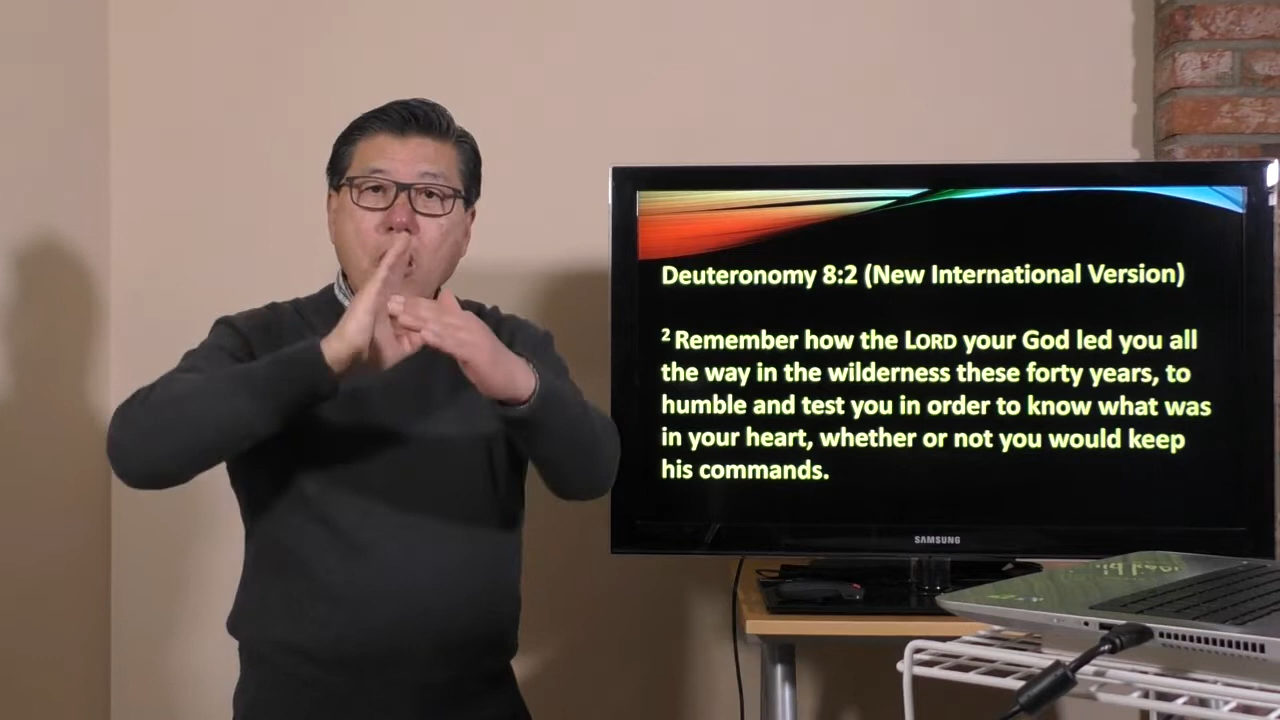 Deuteronomy 8:2 (New International Version)
² Remember how the LORD your God led you all
the way in the wilderness these forty years, to
humble and test you in order to know what was
in your heart, whether or not you would keep
his commands.
SAMSUNG